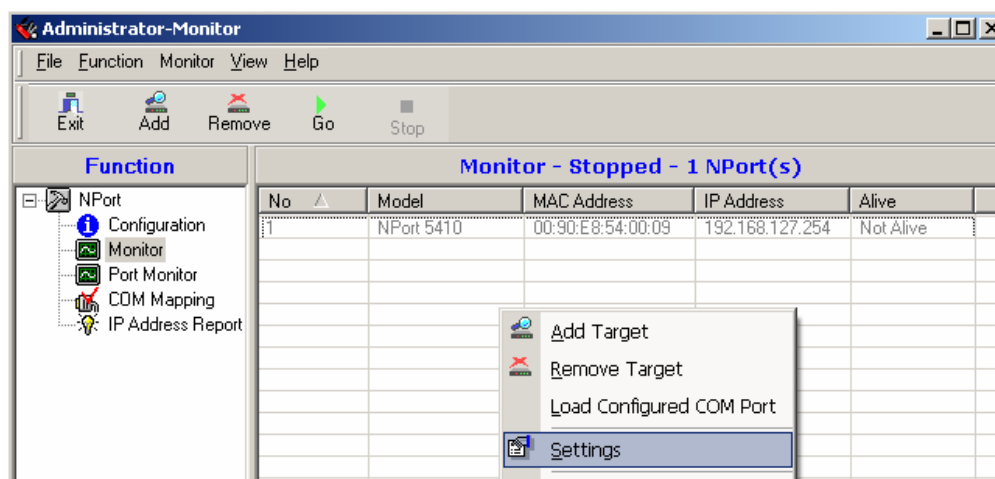 Administrator-Monitor
File Function Monitor View Help
Exit Add Remove Go Stop
Function
Monitor - Stopped - 1 NPort(s)
NPort
Configuration
Monitor
Port Monitor
COM Mapping
IP Address Report
No Model MAC Address IP Address Alive
1 NPort 5410 00:90:E8:54:00:09 192.168.127.254 Not Alive
Add Target
Remove Target
Load Configured COM Port
Settings